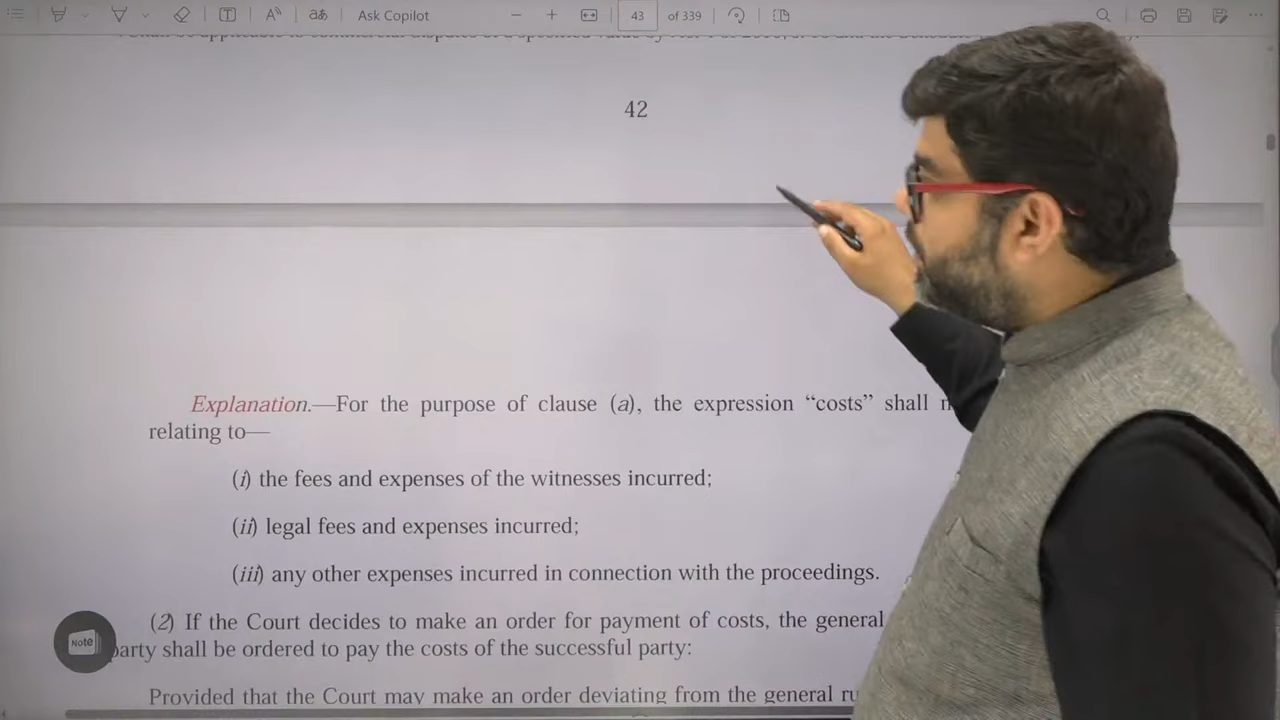 Ask Copilot
43 of 339
42
Explanation.—For the purpose of clause (a), the expression “costs” shall
relating to—
(i) the fees and expenses of the witnesses incurred;
(ii) legal fees and expenses incurred;
(iii) any other expenses incurred in connection with the proceedings.
(2) If the Court decides to make an order for payment of costs, the general
Note
party shall be ordered to pay the costs of the successful party:
Provided that the Court may make an order deviating from the general